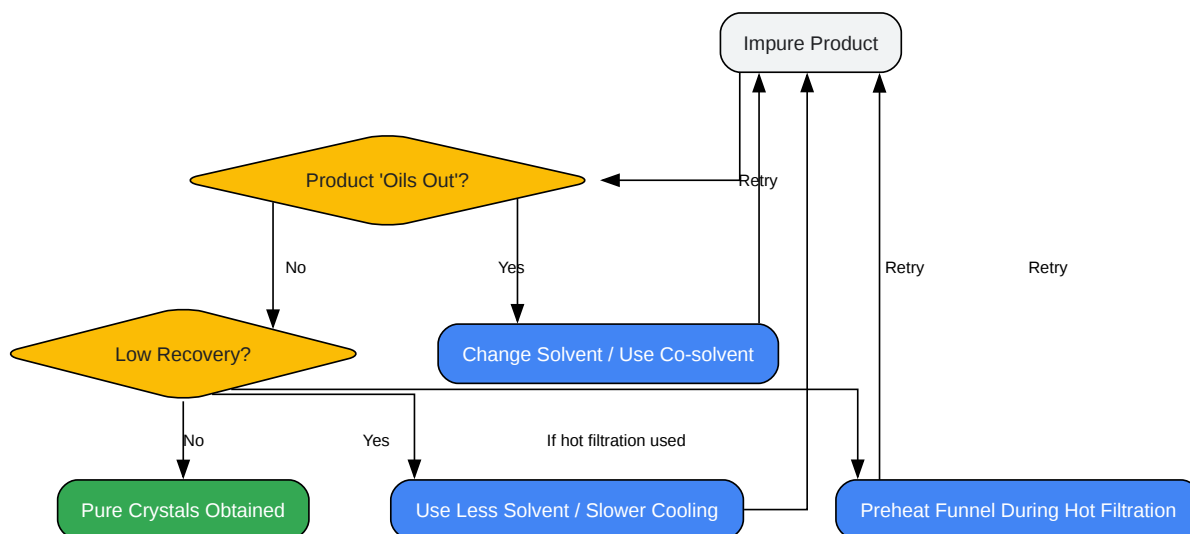 Impure Product
Product 'Oils Out'?
Retry
No
Yes
Retry
Retry
Low Recovery?
Change Solvent / Use Co-solvent
No
Yes
If hot filtration used
Pure Crystals Obtained
Use Less Solvent / Slower Cooling
Preheat Funnel During Hot Filtration